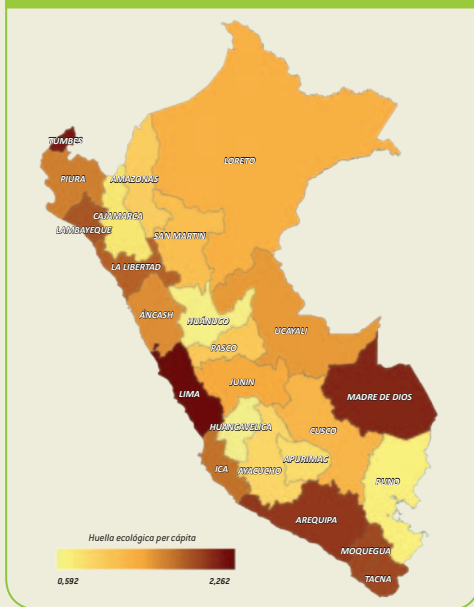 TUMBES
PIURA
AMAZONAS
LORETO
CAJAMARCA
LAMBAYEQUE
SAN MARTIN
LA LIBERTAD
ÁNCASH
HUÁNUCO
UCAYALI
PASCO
LIMA
JUNIN
MADRE DE DIOS
HUANCAVELICA
CUSCO
ICA
AYACUCHO
APURIMAC
PUNO
AREQUIPA
MOQUEGUA
TACNA
Huella ecológica per cápita
0,592 2,262